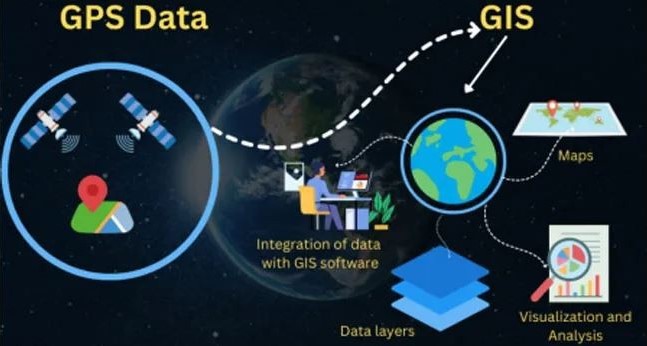 GPS Data
GIS
Maps
Integration of data
with GIS software
Data layers
Visualization and
Analysis